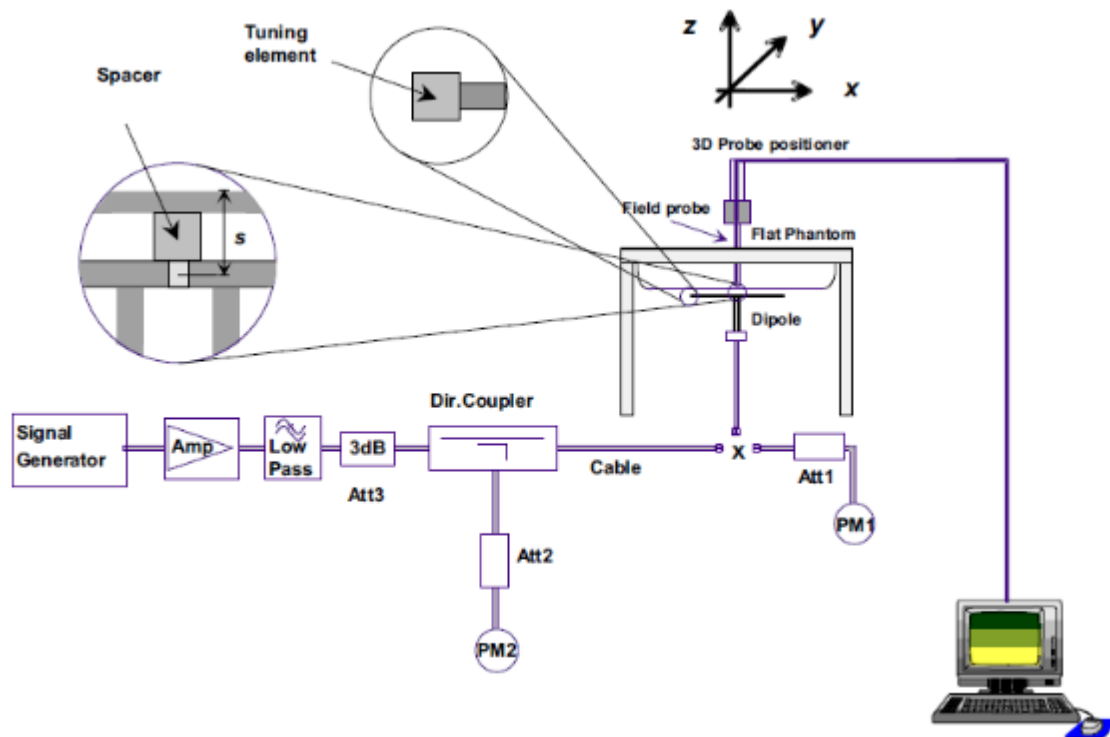 Tuning
element
Spacer
s
z
y
x
3D Probe positioner
Field probe
Flat Phantom
Dipole
Signal
Generator
Amp
Low
Pass
3dB
Att3
Dir.Coupler
Cable
x
Att1
PM1
Att2
PM2